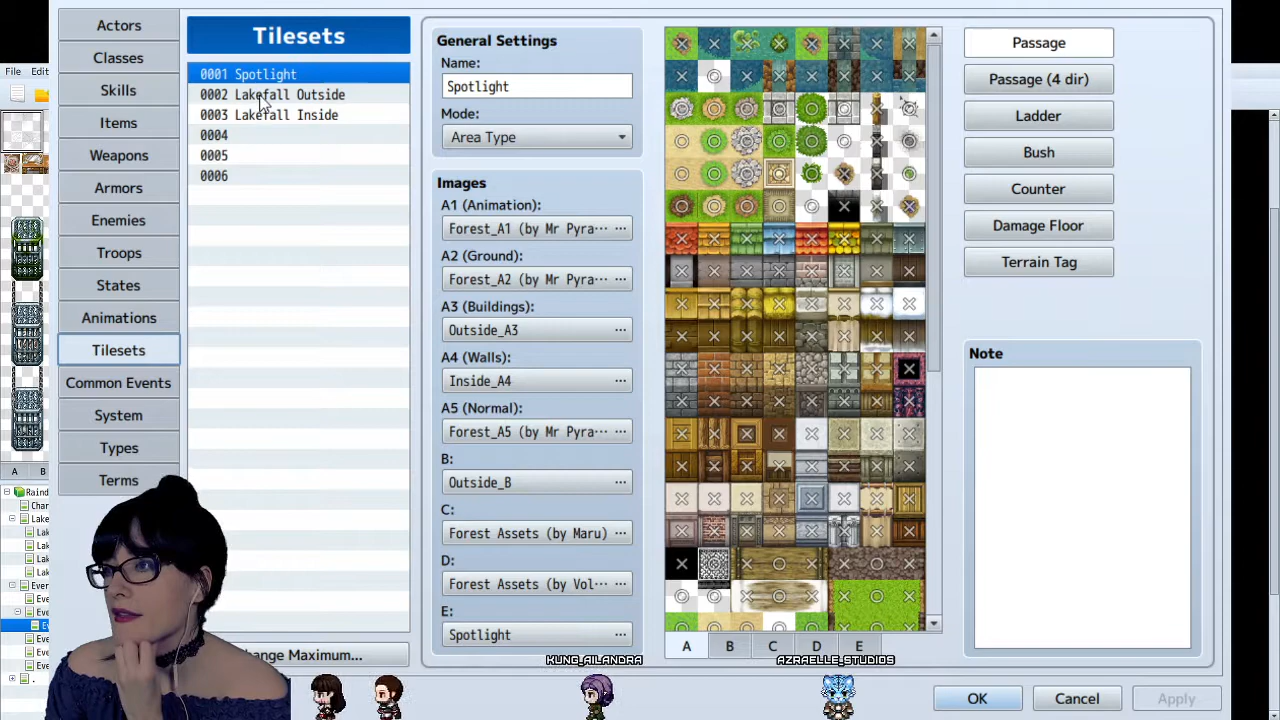 Actors
Classes
Skills
Items
Weapons
Armors
Enemies
Troops
States
Animations
Tilesets
Common Events
System
Types
Terms
File Edit
A B
Tilesets
0001 Spotlight
0002 Lakefall Outside
0003 Lakefall Inside
0004
0005
0006
General Settings
Name:
Spotlight
Mode:
Area Type
Images
A1 (Animation):
Forest_A1 (by Mr Pyra··· ···
A2 (Ground):
Forest_A2 (by Mr Pyra··· ···
A3 (Buildings):
Outside_A3 ···
A4 (Walls):
Inside_A4 ···
A5 (Normal):
Forest_A5 (by Mr Pyra··· ···
B:
Outside_B ···
C:
Forest Assets (by Maru) ···
D:
Forest Assets (by Vol··· ···
E:
Spotlight ···
A B C D E
Passage
Passage (4 dir)
Ladder
Bush
Counter
Damage Floor
Terrain Tag
Note
KUNG_AILANDRA
AZRAELLE_STUDIOS
OK
Cancel
Apply